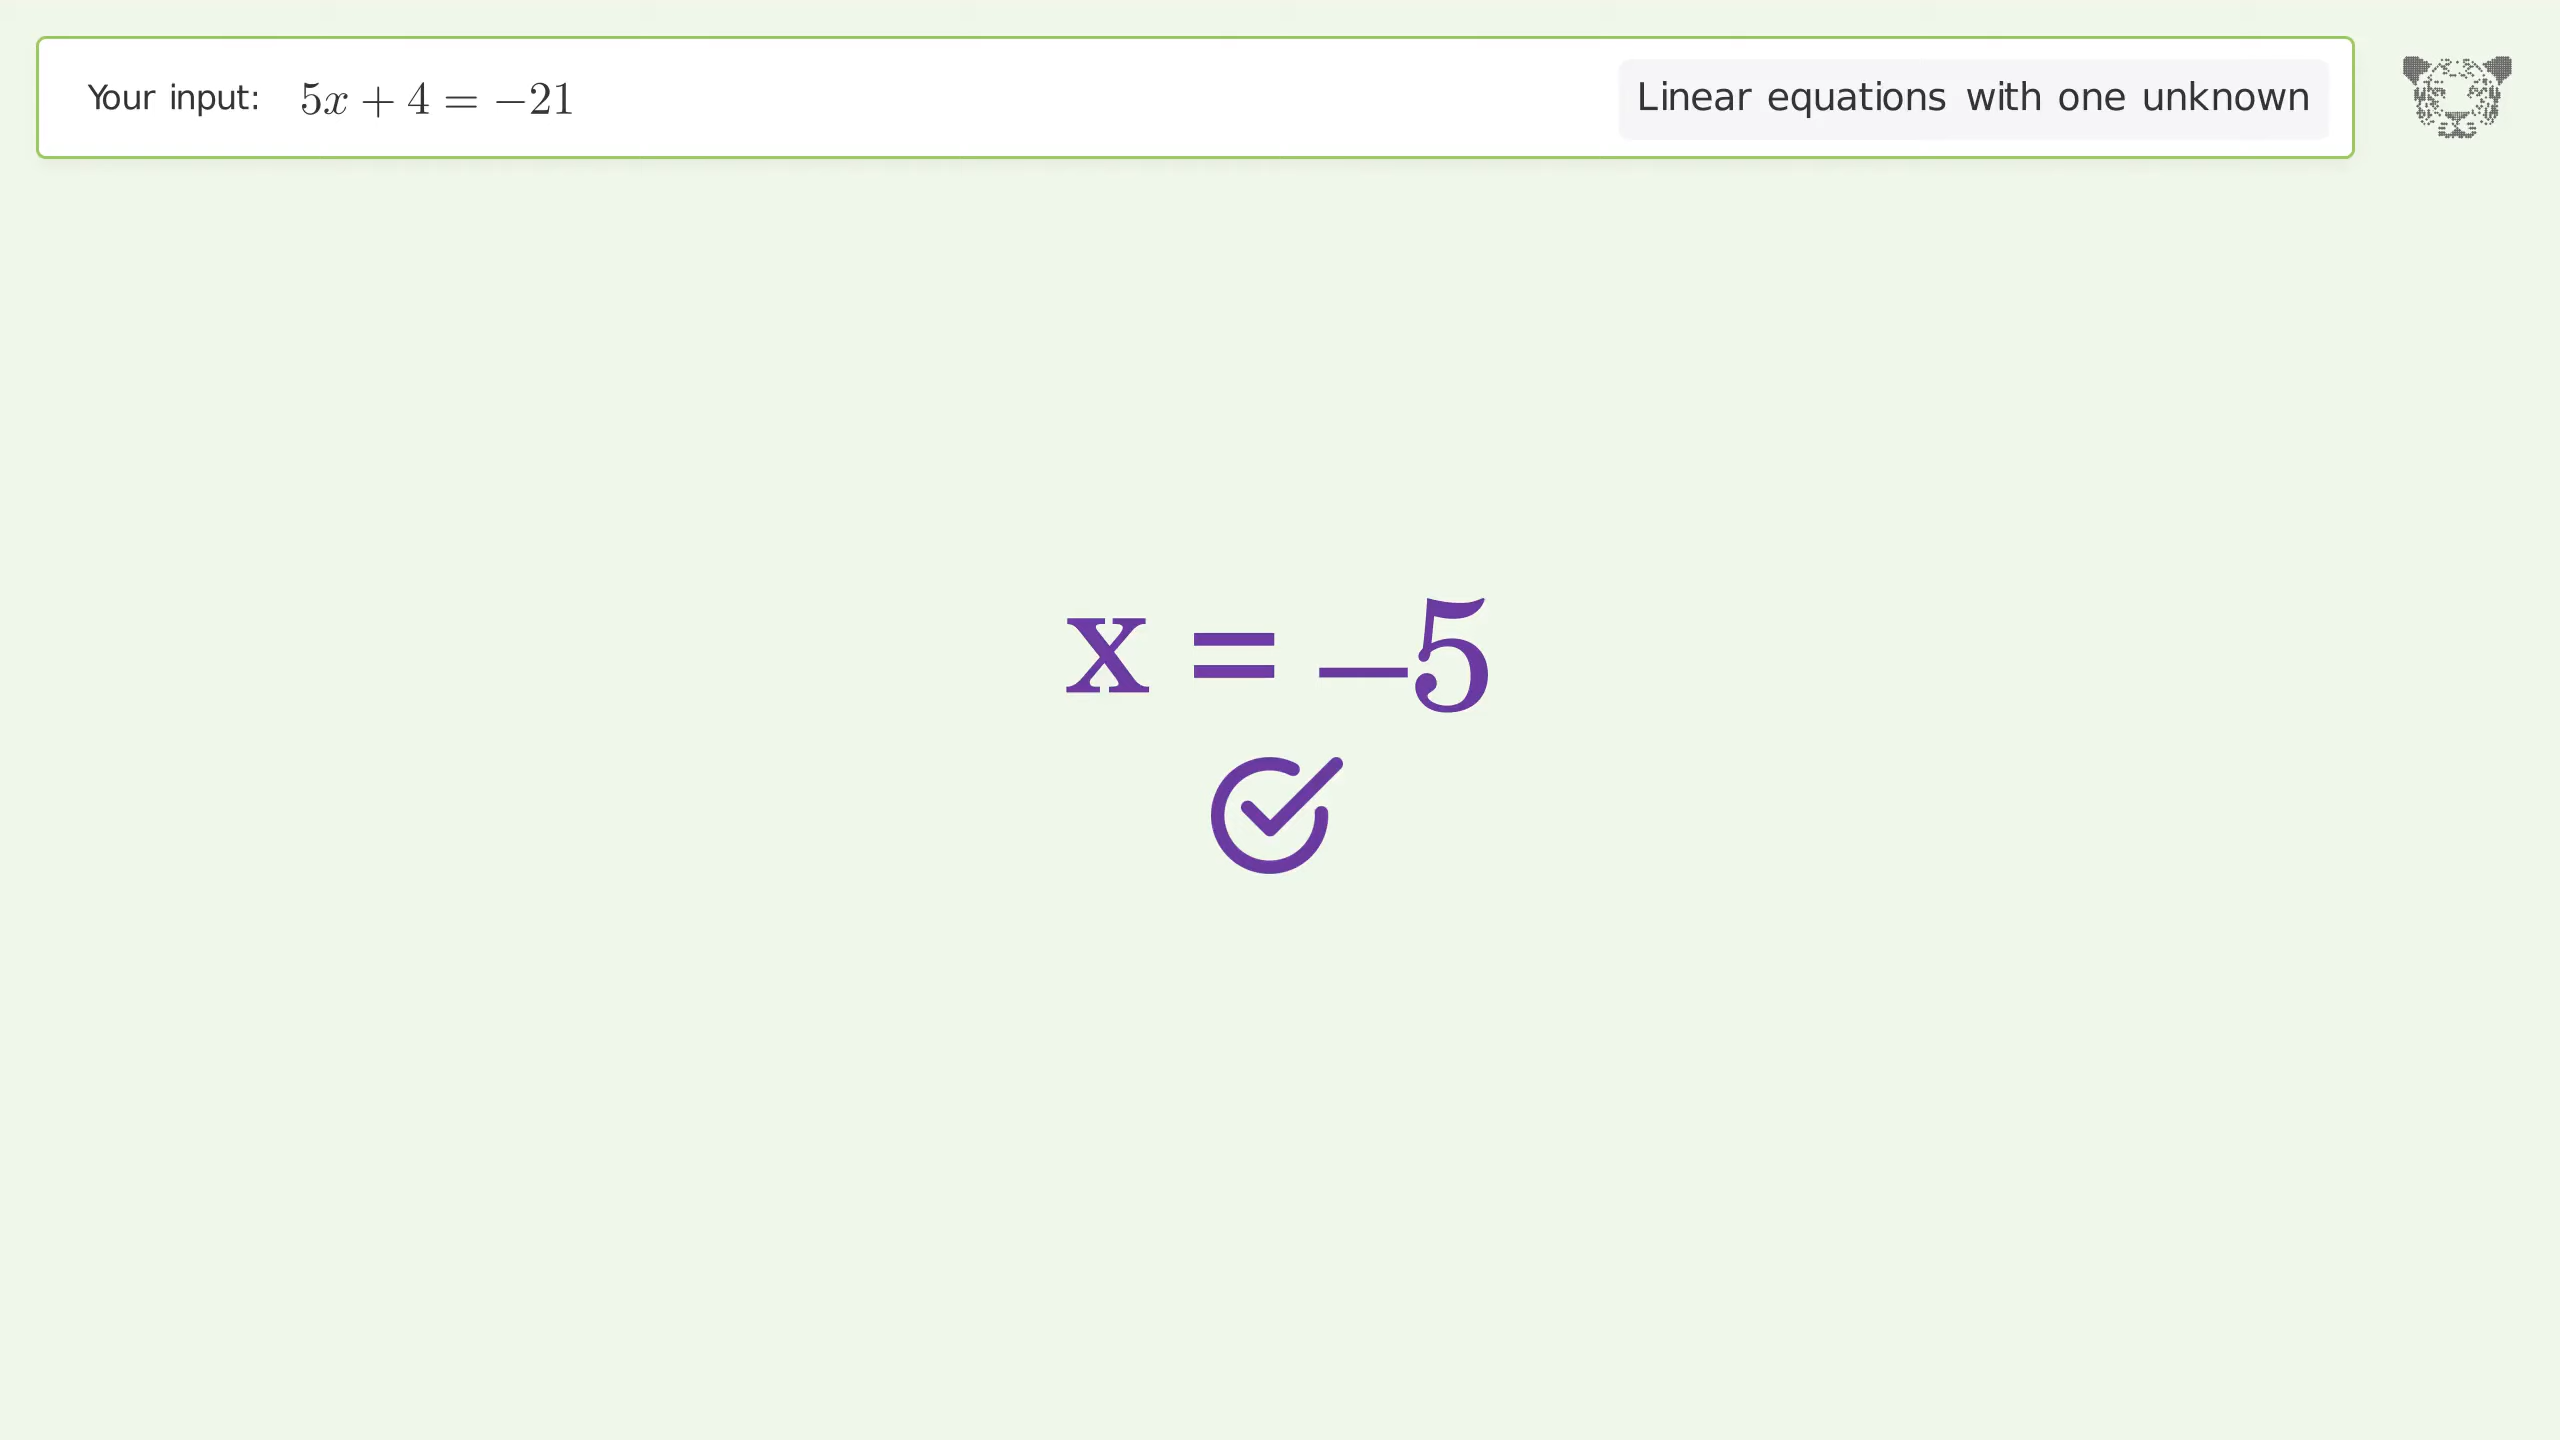 Your input: 5x + 4 = −21
Linear equations with one unknown
x = −5